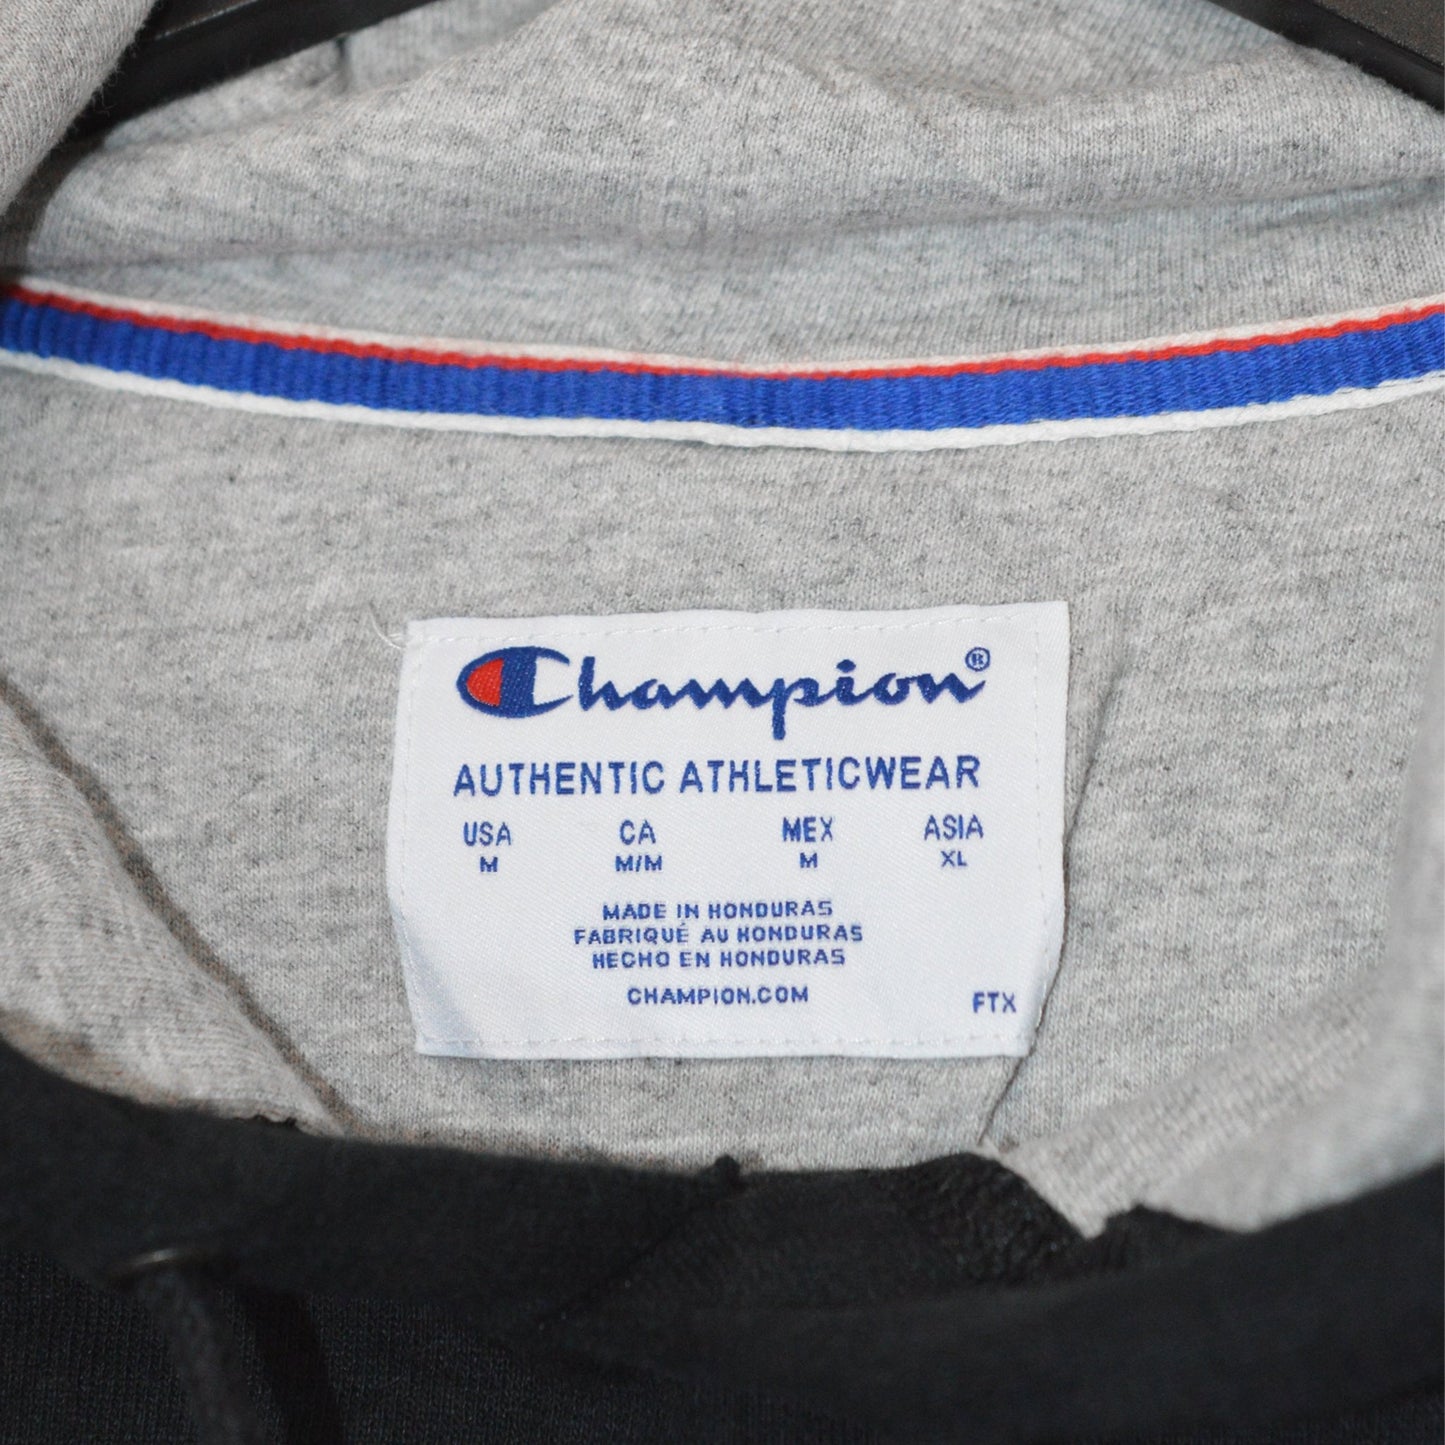 Champion®
AUTHENTIC ATHLETICWEAR
USA CA MEX ASIA
M M/M M XL
MADE IN HONDURAS
FABRIQUÉ AU HONDURAS
HECHO EN HONDURAS
CHAMPION.COM
FTX